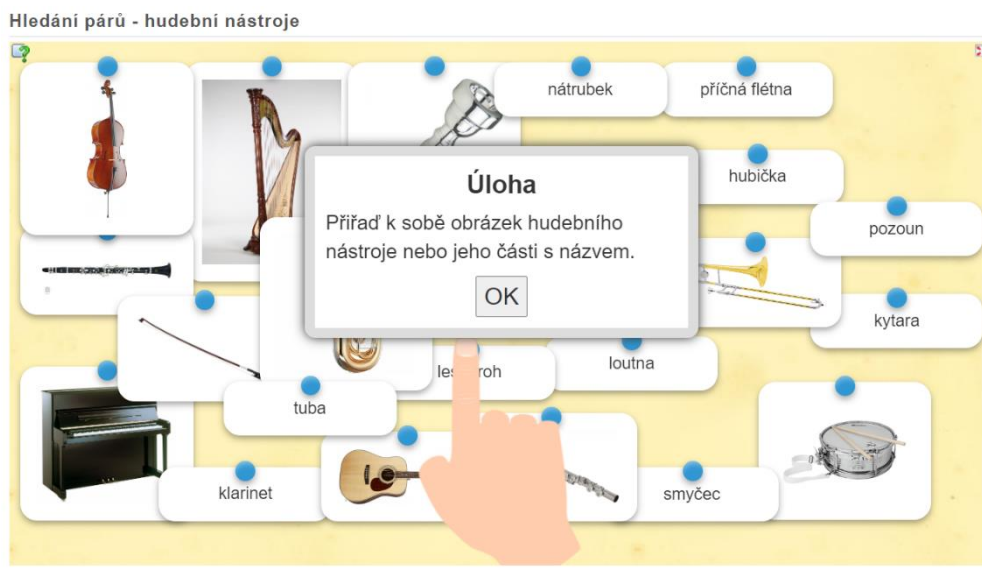 Hledání párů - hudební nástroje
nátrubek
příčná flétna
hubička
pozoun
Úloha
Přiřaď k sobě obrázek hudebního
nástroje nebo jeho části s názvem.
OK
kytara
loutna
roh
tuba
klarinet
smyčec